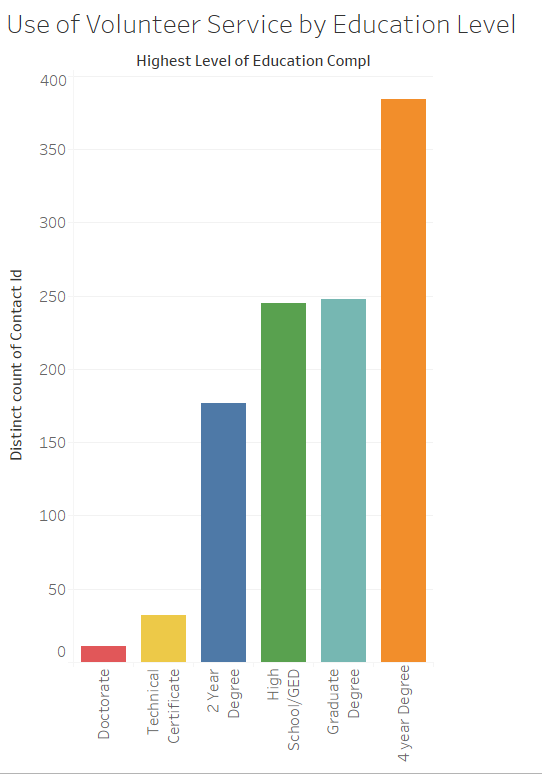 Use of Volunteer Service by Education Level
Highest Level of Education Compl
400
350
300
250
200
150
100
50
0
Distinct count of Contact Id
Doctorate
Technical
Certificate
2 Year
Degree
High
School/GED
Graduate
Degree
4 year Degree